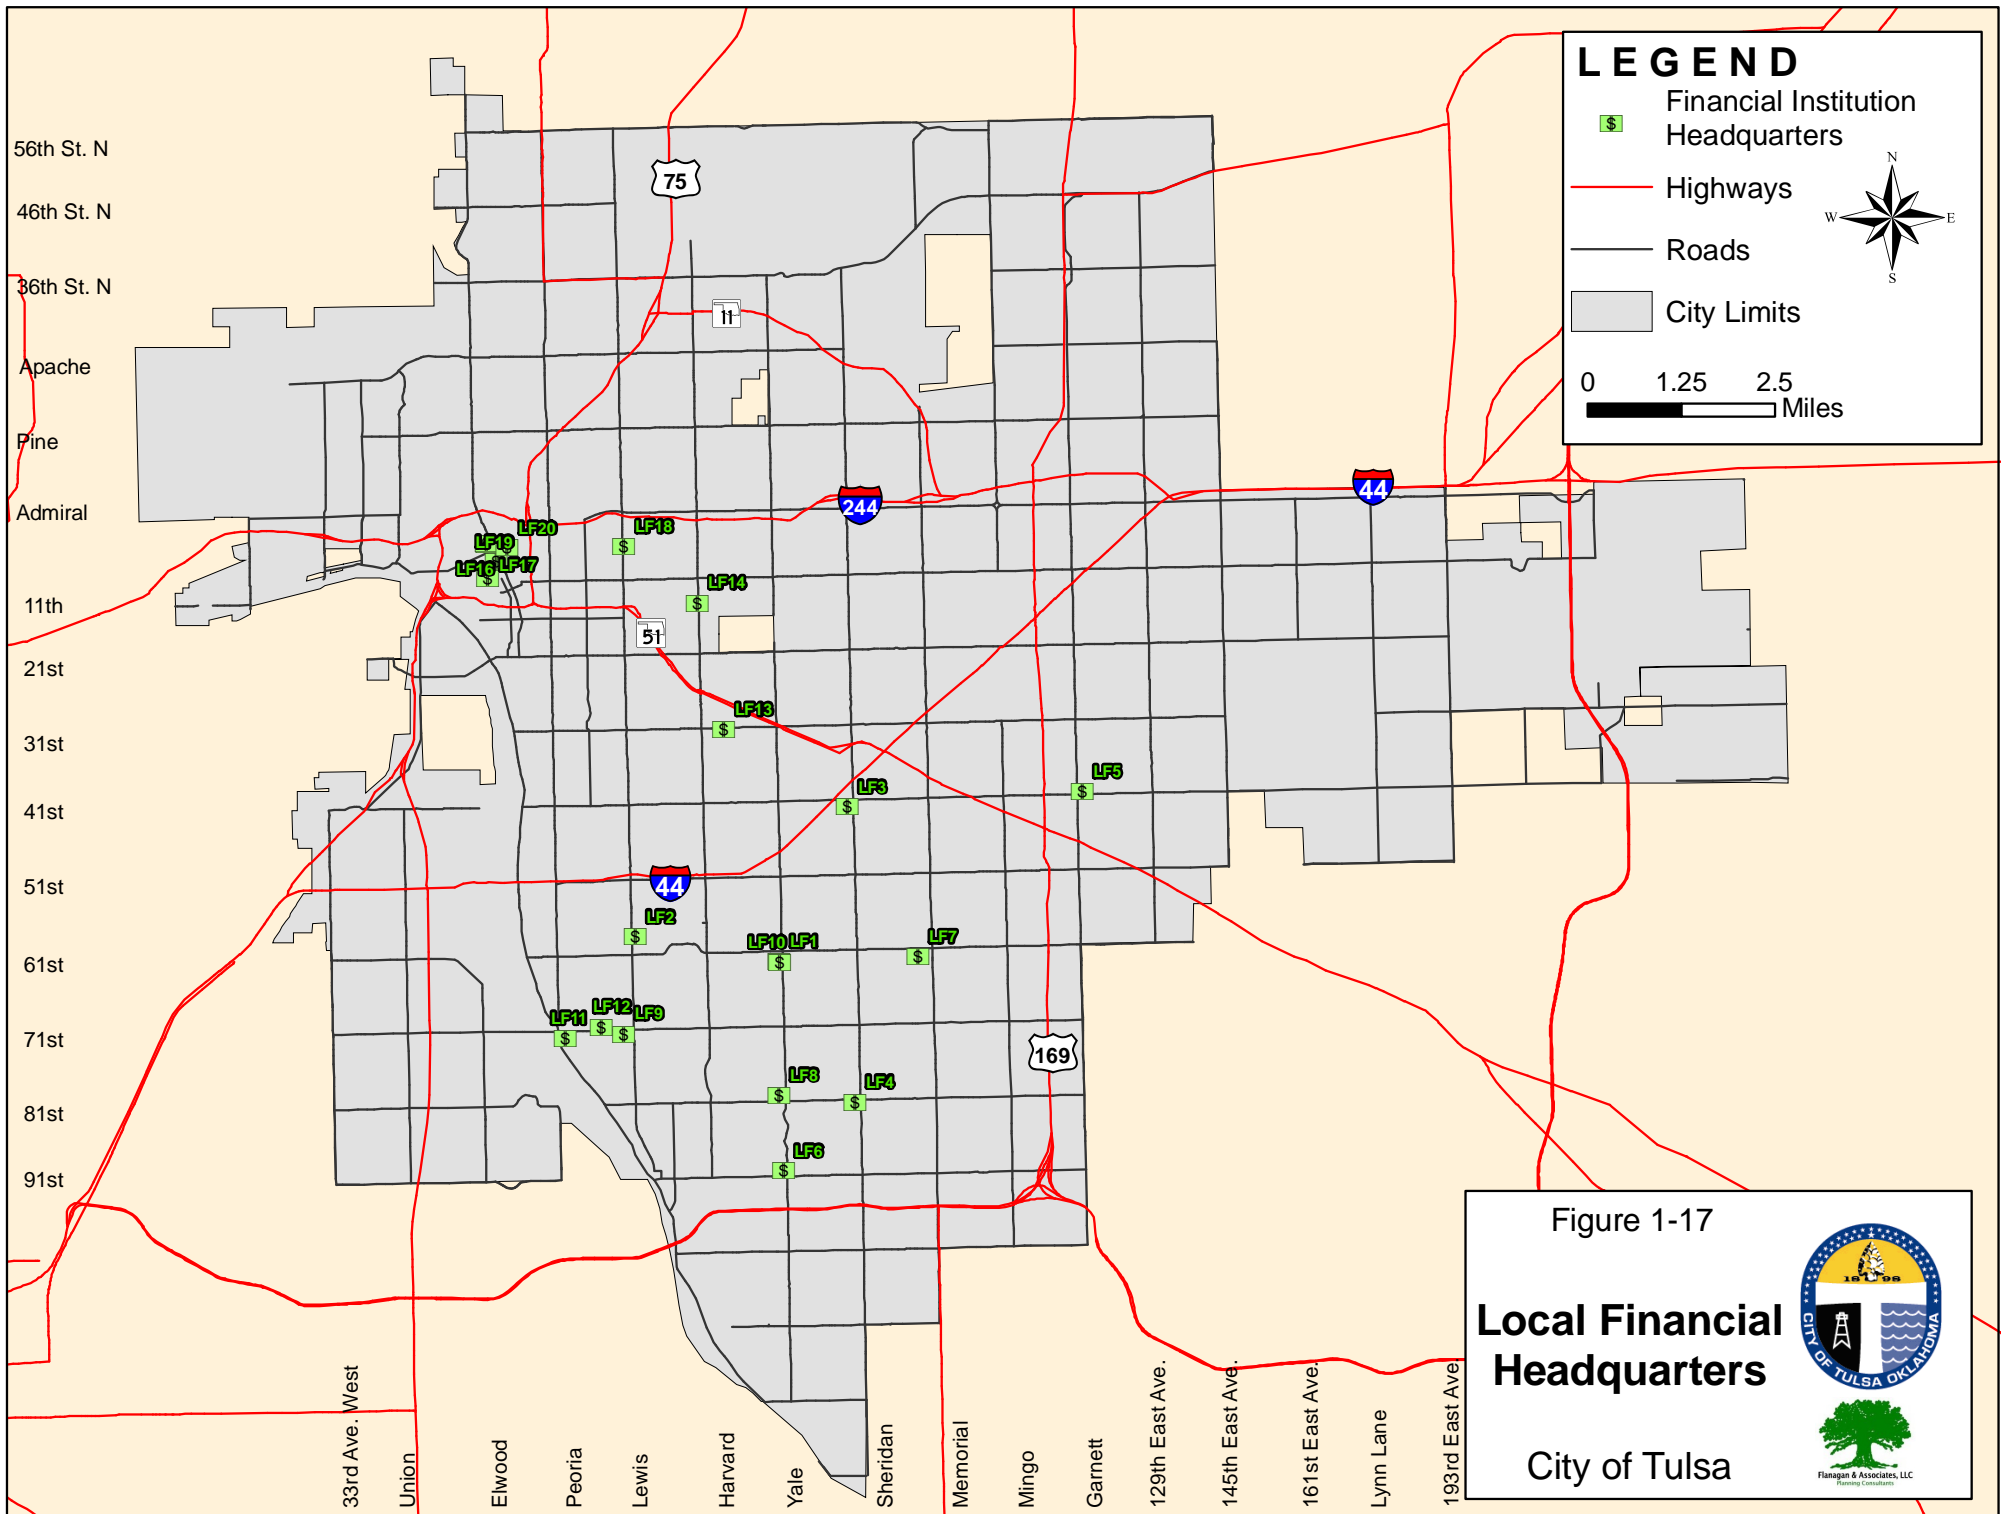 LEGEND
$
Financial Institution
Headquarters
Highways
Roads
City Limits
N
W
E
S
0
1.25
2.5
Miles
56th St. N
46th St. N
36th St. N
Apache
Pine
Admiral
11th
21st
31st
41st
51st
61st
71st
81st
91st
75
11
244
44
51
44
169
LF20
LF19
LF16
LF17
$
LF18
$
LF14
$
LF13
$
LF3
$
LF5
$
LF2
$
LF10
LF1
$
LF7
$
LF11
$
LF12
$
LF9
$
LF8
$
LF4
$
LF6
$
33rd Ave. West
Union
Elwood
Peoria
Lewis
Harvard
Yale
Sheridan
Memorial
Mingo
Garnett
129th East Ave.
145th East Ave.
161st East Ave.
Lynn Lane
193rd East Ave
Figure 1-17
Local Financial
Headquarters
City of Tulsa
18 98
CITY OF TULSA OKLAHOMA
Flanagan & Associates, LLC
Planning Consultants